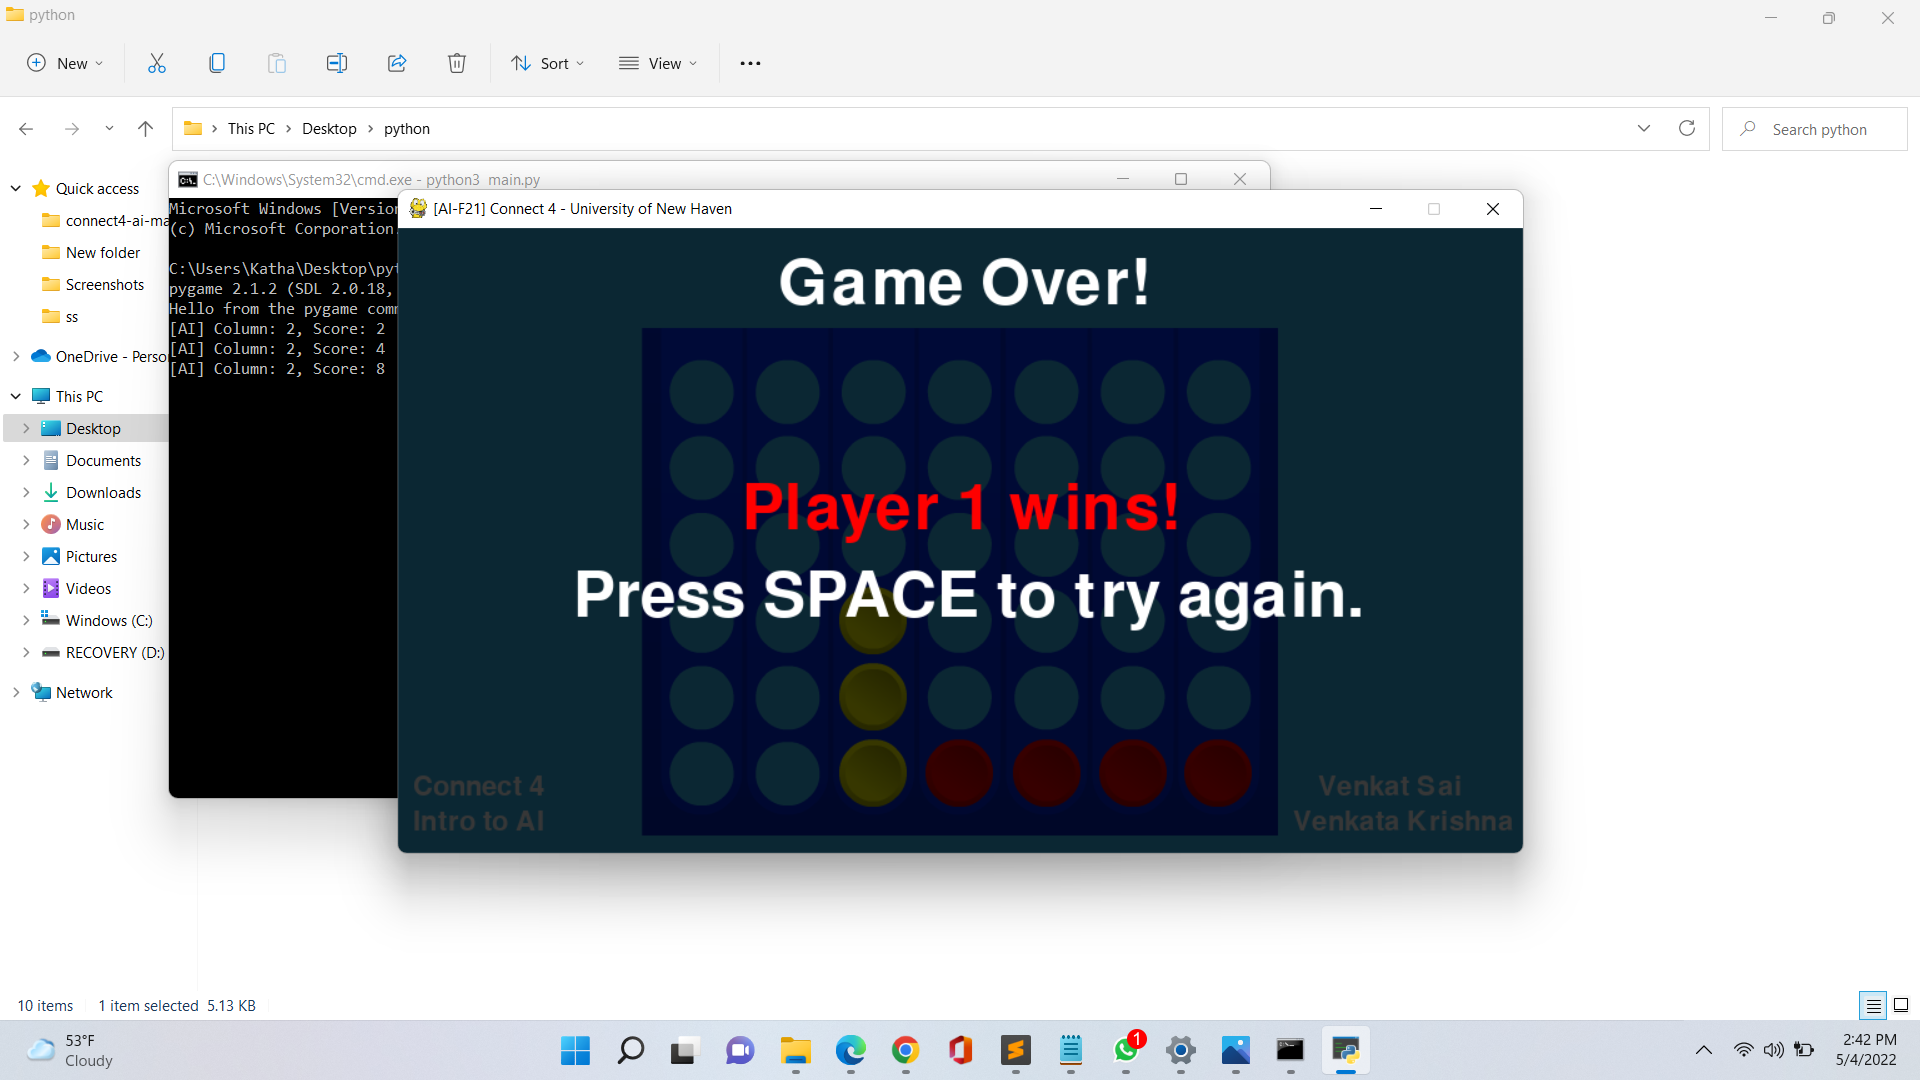 python
New
Sort
View
This PC
Desktop
python
Search python
Quick access
connect4-ai-ma
New folder
Screenshots
ss
OneDrive - Perso
This PC
Desktop
Documents
Downloads
Music
Pictures
Videos
Windows (C:)
RECOVERY (D:)
Network
C:\Windows\System32\cmd.exe - python3 main.py
Microsoft Windows [Version
(c) Microsoft Corporation.
C:\Users\Katha\Desktop\pyt
pygame 2.1.2 (SDL 2.0.18,
Hello from the pygame comm
[AI] Column: 2, Score: 2
[AI] Column: 2, Score: 4
[AI] Column: 2, Score: 8
[AI-F21] Connect 4 - University of New Haven
Game Over!
Player 1 wins!
Press SPACE to try again.
Connect 4
Intro to AI
Venkat Sai
Venkata Krishna
10 items
1 item selected 5.13 KB
53°F
Cloudy
1
2:42 PM
5/4/2022